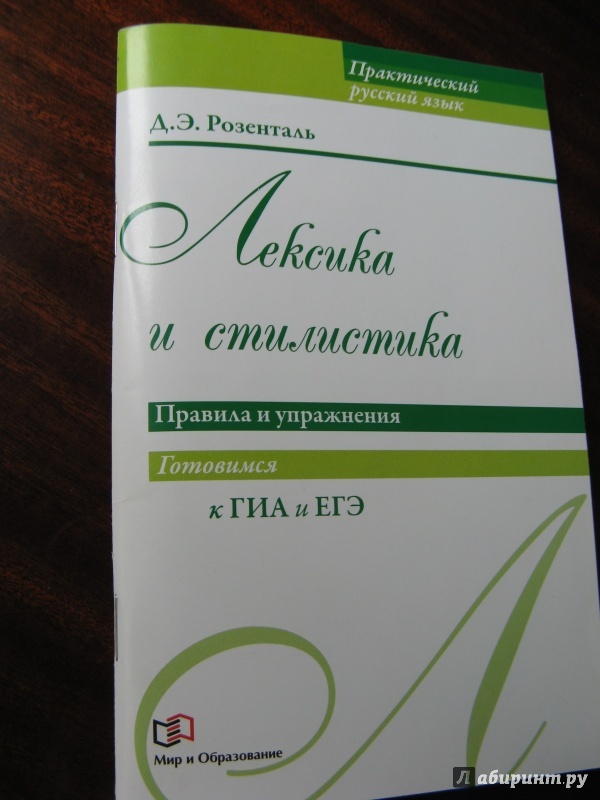 Практический
русский язык
Д.Э. Розенталь
Лексика
и стилистика
Правила и упражнения
Готовимся
к ГИА и ЕГЭ
Л
Мир и Образование
Лабиринт.ру